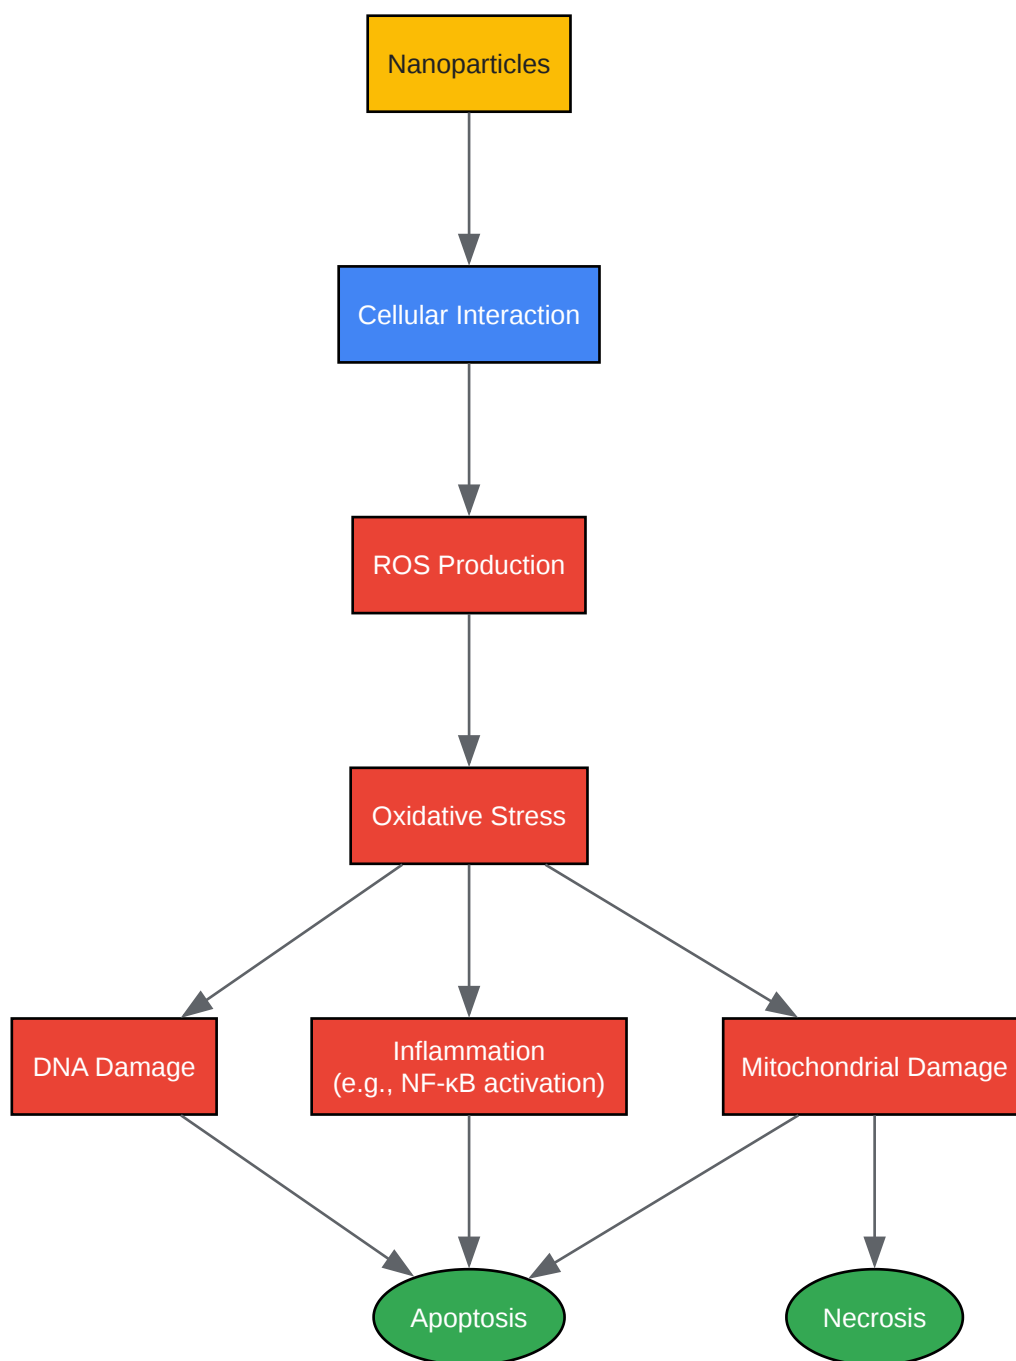 Nanoparticles
Cellular Interaction
ROS Production
Oxidative Stress
DNA Damage
Inflammation
(e.g., NF-κB activation)
Mitochondrial Damage
Apoptosis
Necrosis